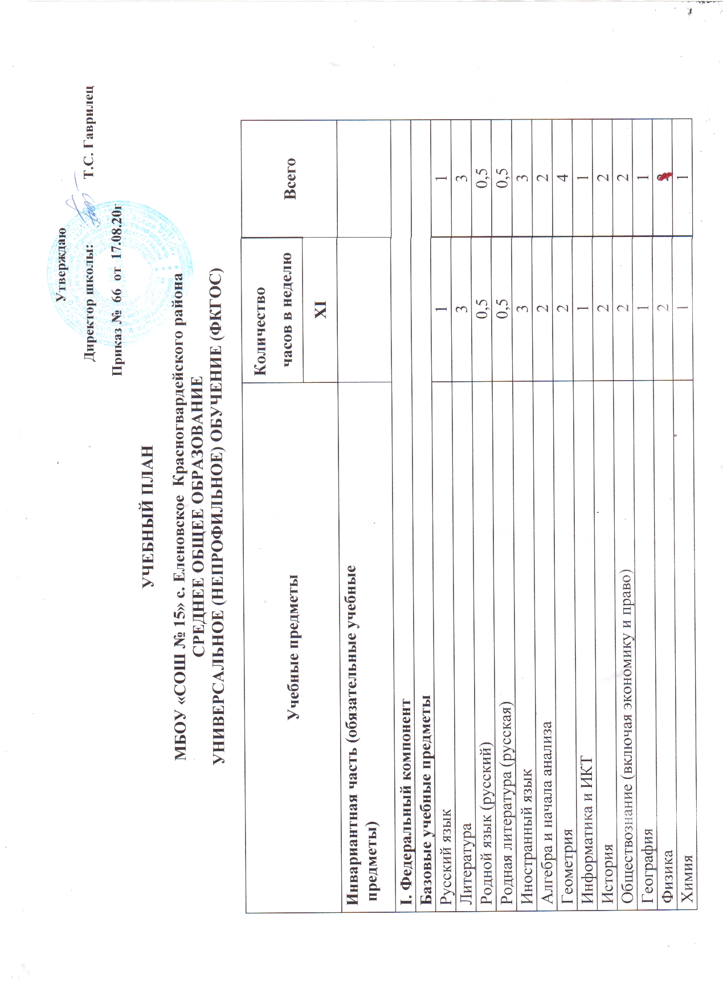 Утверждаю
Директор школы: Т.С. Гаврилец
Приказ № 66 от 17.08.20г
УЧЕБНЫЙ ПЛАН
МБОУ «СОШ № 15» с. Еленовское Красногвардейского района
СРЕДНЕЕ ОБЩЕЕ ОБРАЗОВАНИЕ
УНИВЕРСАЛЬНОЕ (НЕПРОФИЛЬНОЕ) ОБУЧЕНИЕ (ФКГОС)
Учебные предметы
Количество
часов в неделю
Всего
XI
Инвариантная часть (обязательные учебные
предметы)
I. Федеральный компонент
Базовые учебные предметы
Русский язык 1 1
Литература 3 3
Родной язык (русский) 0,5 0,5
Родная литература (русская) 0,5 0,5
Иностранный язык 3 3
Алгебра и начала анализа 2 2
Геометрия 2 4
Информатика и ИКТ 1 1
История 2 2
Обществознание (включая экономику и право) 2 2
География 1 1
Физика 2
Химия 1 1